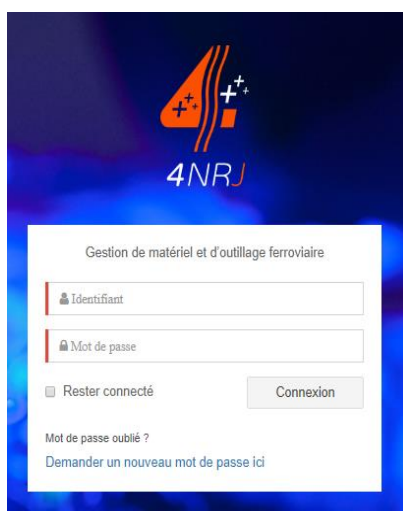 4NRJ
Gestion de matériel et d'outillage ferroviaire
Identifiant
Mot de passe
Rester connecté
Connexion
Mot de passe oublié ?
Demander un nouveau mot de passe ici